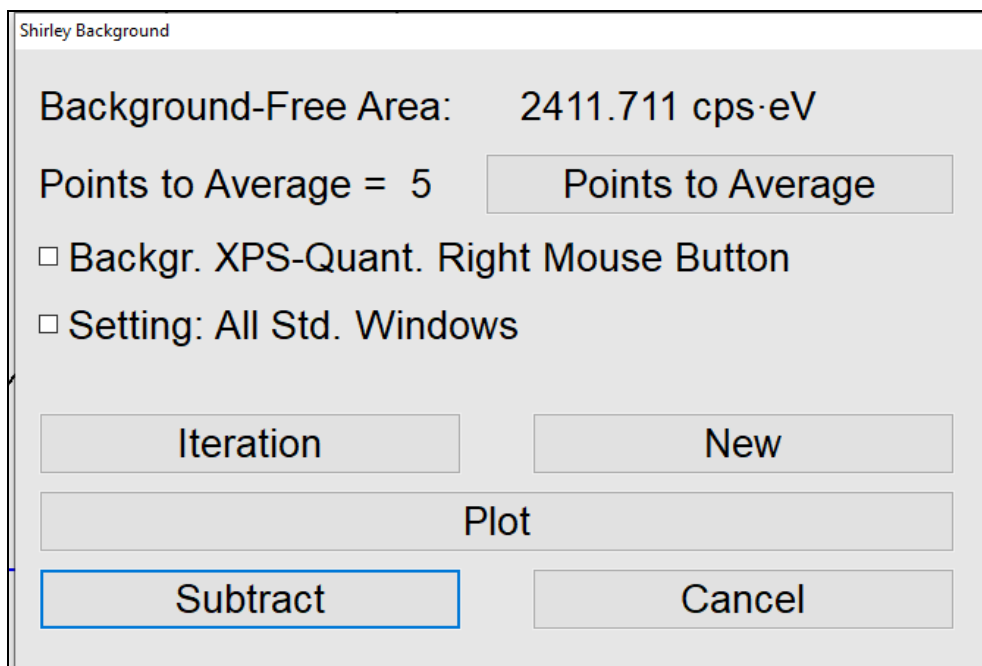 Shirley Background
Background-Free Area: 2411.711 cps·eV
Points to Average = 5 Points to Average
Backgr. XPS-Quant. Right Mouse Button
Setting: All Std. Windows
Iteration New
Plot
Subtract Cancel